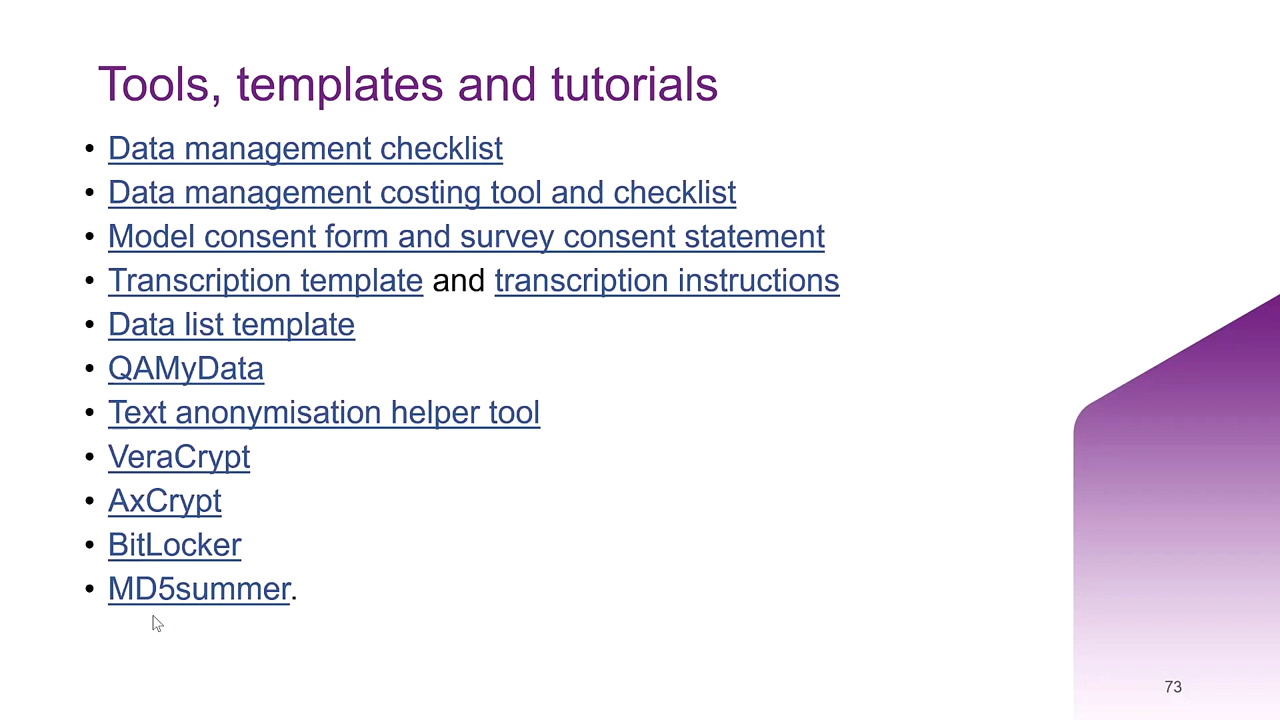 Tools, templates and tutorials
• Data management checklist
• Data management costing tool and checklist
• Model consent form and survey consent statement
• Transcription template and transcription instructions
• Data list template
• QAMyData
• Text anonymisation helper tool
• VeraCrypt
• AxCrypt
• BitLocker
• MD5summer.
73